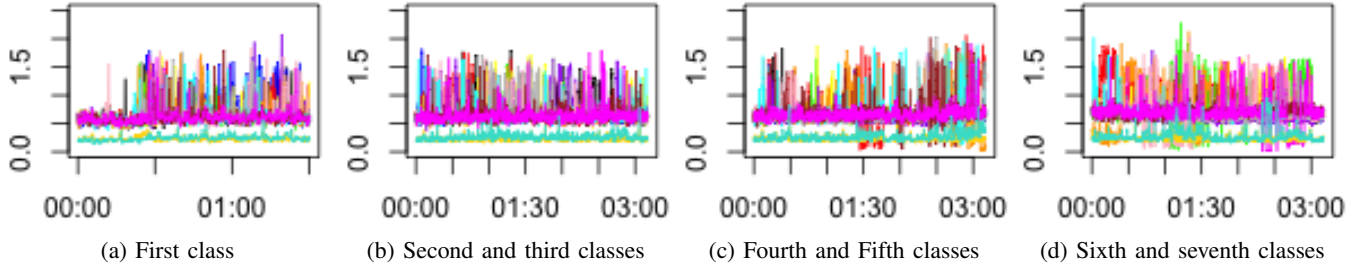 1.5
0.0
00:00 01:00
(a) First class
1.5
0.0
00:00 01:30 03:00
(b) Second and third classes
1.5
0.0
00:00 01:30 03:00
(c) Fourth and Fifth classes
1.5
0.0
00:00 01:30 03:00
(d) Sixth and seventh classes